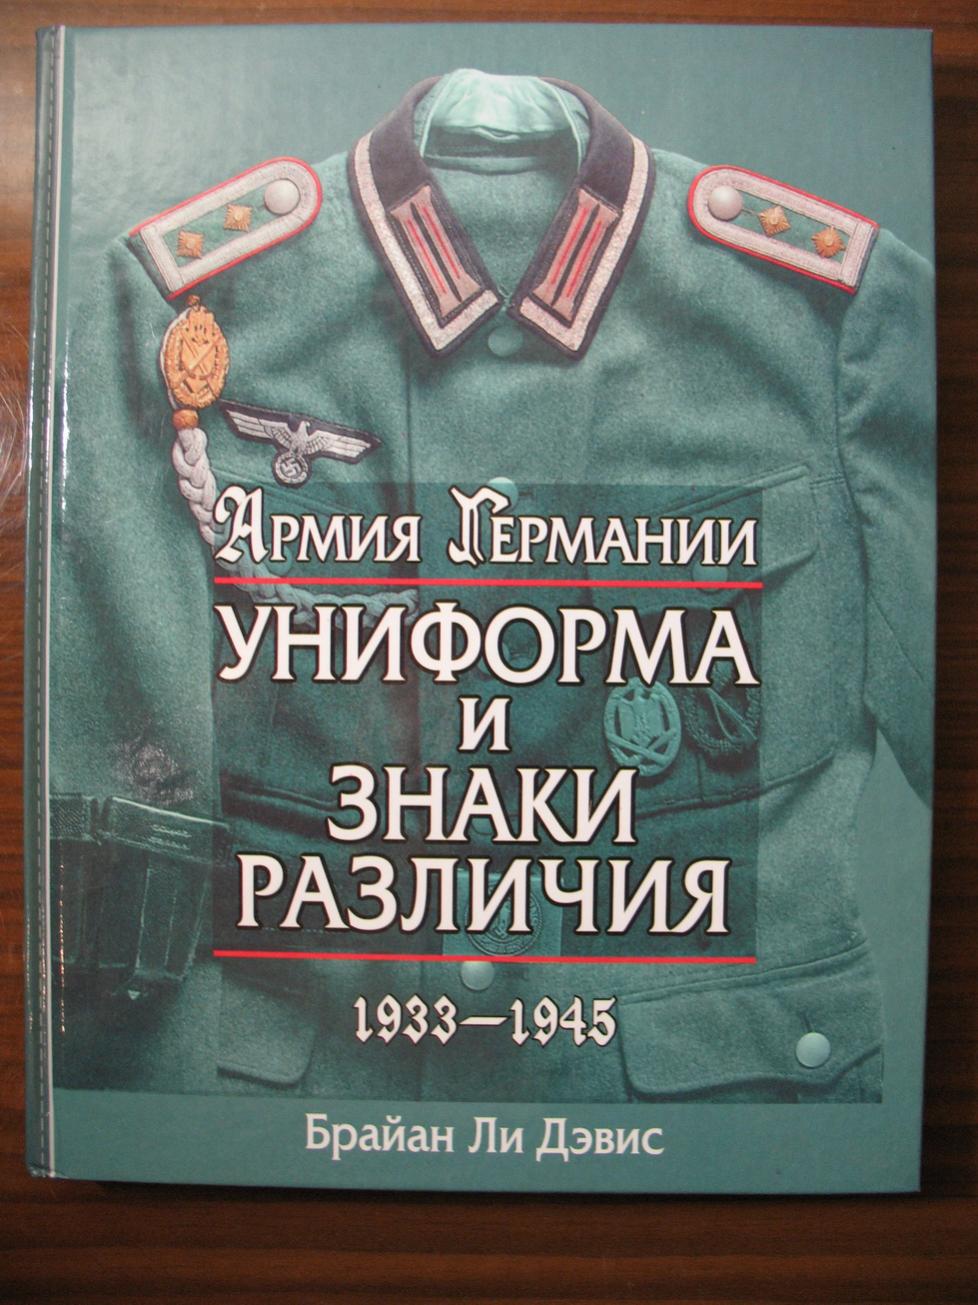 Армия Германии
УНИФОРМА
И
ЗНАКИ
РАЗЛИЧИЯ
1933—1945
Брайан Ли Дэвис